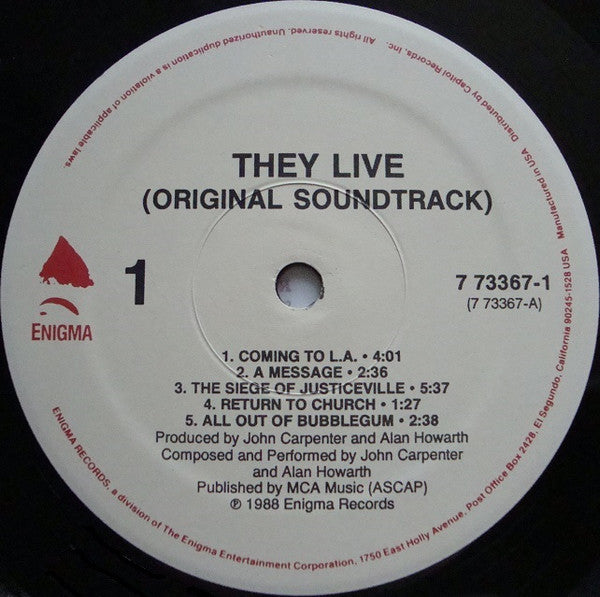 THEY LIVE
(ORIGINAL SOUNDTRACK)
1
7 73367-1
(7 73367-A)
ENIGMA
1. COMING TO L.A. • 4:01
2. A MESSAGE • 2:36
3. THE SIEGE OF JUSTICEVILLE • 5:37
4. RETURN TO CHURCH • 1:27
5. ALL OUT OF BUBBLEGUM • 2:38
Produced by John Carpenter and Alan Howarth
Composed and Performed by John Carpenter
and Alan Howarth
Published by MCA Music (ASCAP)
℗ 1988 Enigma Records
ENIGMA RECORDS, a division of The Enigma Entertainment Corporation, 1750 East Holly Avenue, Post Office Box 2428, El Segundo, California 90245-1528 USA Manufactured in USA Distributed by Capitol Records, Inc. All rights reserved. Unauthorized duplication is a violation of applicable laws.